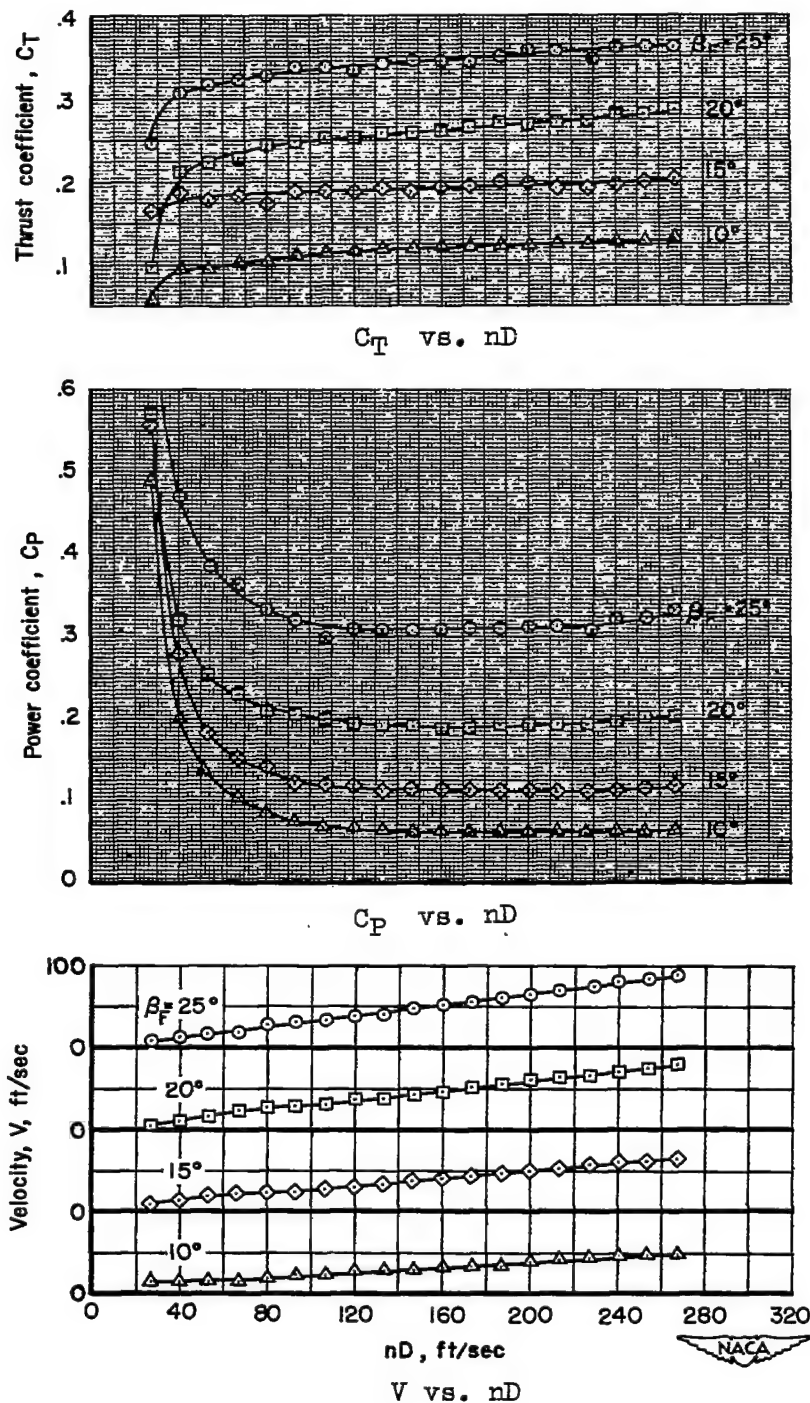 Thrust coefficient, C_T
.4
.3
.2
.1
β_F = 25°
20°
15°
10°
C_T vs. nD
Power coefficient, C_P
.6
.5
.4
.3
.2
.1
0
β_F = 25°
20°
15°
10°
C_P vs. nD
Velocity, V, ft/sec
100
0
0
0
0
β_F = 25°
20°
15°
10°
0 40 80 120 160 200 240 280 320
nD, ft/sec
NACA
V vs. nD